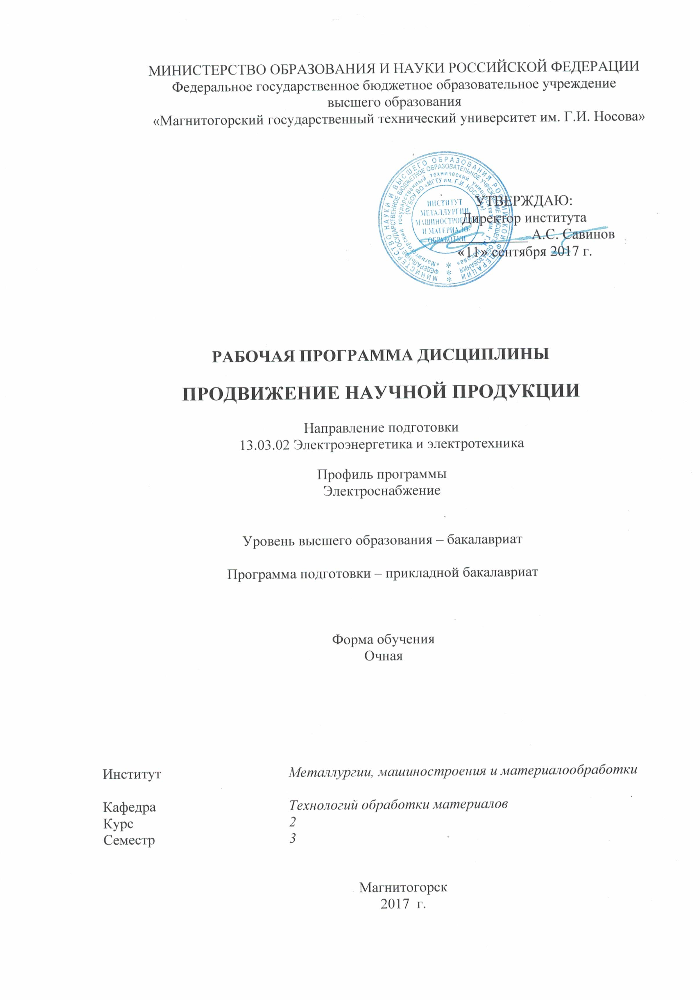 МИНИСТЕРСТВО ОБРАЗОВАНИЯ И НАУКИ РОССИЙСКОЙ ФЕДЕРАЦИИ
Федеральное государственное бюджетное образовательное учреждение
высшего образования
«Магнитогорский государственный технический университет им. Г.И. Носова»
МИНИСТЕРСТВО НАУКИ И ВЫСШЕГО ОБРАЗОВАНИЯ РОССИЙСКОЙ ФЕДЕРАЦИИ
ФЕДЕРАЛЬНОЕ ГОСУДАРСТВЕННОЕ БЮДЖЕТНОЕ ОБРАЗОВАТЕЛЬНОЕ УЧРЕЖДЕНИЕ ВЫСШЕГО ОБРАЗОВАНИЯ
«Магнитогорский государственный технический университет им. Г.И. Носова»
(ФГБОУ ВО «МГТУ им. Г.И. НОСОВА»)
ИНСТИТУТ
МЕТАЛЛУРГИИ,
МАШИНОСТРОЕНИЯ
И МАТЕРИАЛО-
ОБРАБОТКИ
УТВЕРЖДАЮ:
Директор института
А.С. Савинов
«11» сентября 2017 г.
РАБОЧАЯ ПРОГРАММА ДИСЦИПЛИНЫ
ПРОДВИЖЕНИЕ НАУЧНОЙ ПРОДУКЦИИ
Направление подготовки
13.03.02 Электроэнергетика и электротехника
Профиль программы
Электроснабжение
Уровень высшего образования – бакалавриат
Программа подготовки – прикладной бакалавриат
Форма обучения
Очная
Институт Металлургии, машиностроения и материалообработки
Кафедра Технологий обработки материалов
Курс 2
Семестр 3
Магнитогорск
2017 г.